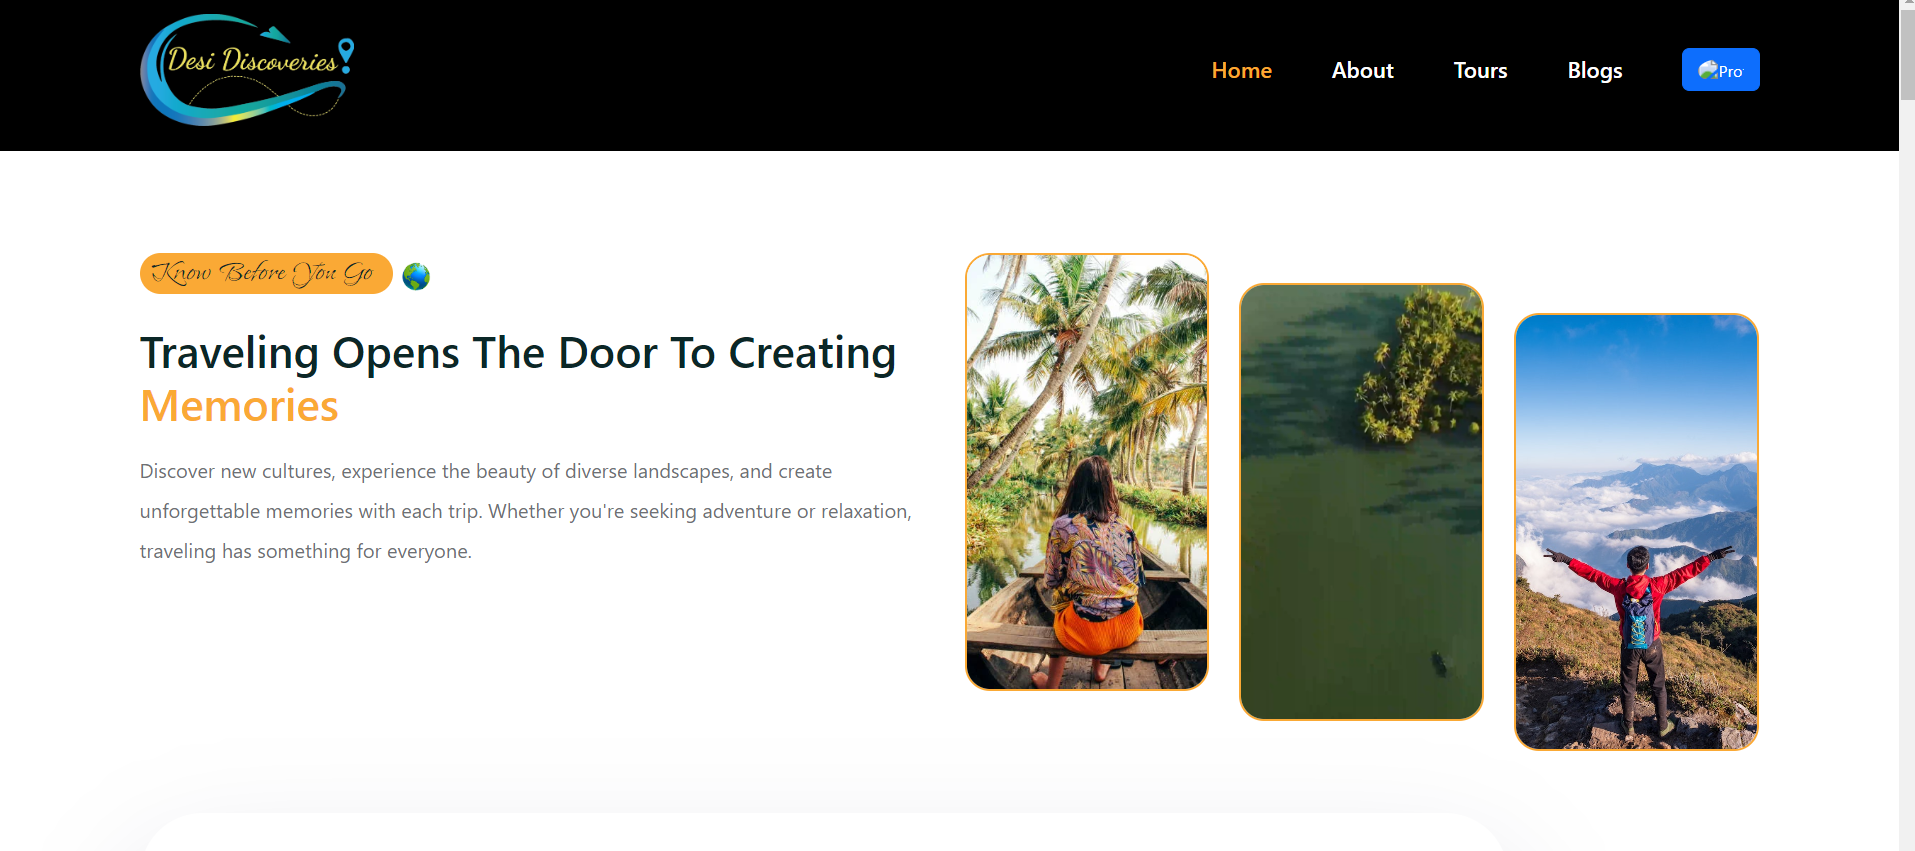 Desi Discoveries
Home
About
Tours
Blogs
Pro
Know Before You Go
Traveling Opens The Door To Creating
Memories
Discover new cultures, experience the beauty of diverse landscapes, and create
unforgettable memories with each trip. Whether you're seeking adventure or relaxation,
traveling has something for everyone.